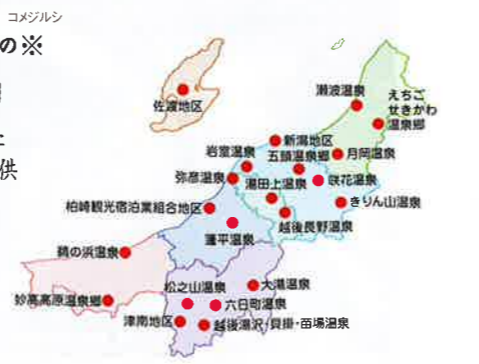 コメジルシ
の※
供
瀬波温泉
えちご
せきかわ
温泉郷
佐渡地区
新潟地区
岩室温泉
五頭温泉郷
月岡温泉
弥彦温泉
湯田上温泉
咲花温泉
きりん山温泉
柏崎観光宿泊業組合地区
越後長野温泉
蓬平温泉
鵜の浜温泉
松之山温泉
大湯温泉
妙高高原温泉郷
六日町温泉
津南地区
越後湯沢・貝掛・苗場温泉